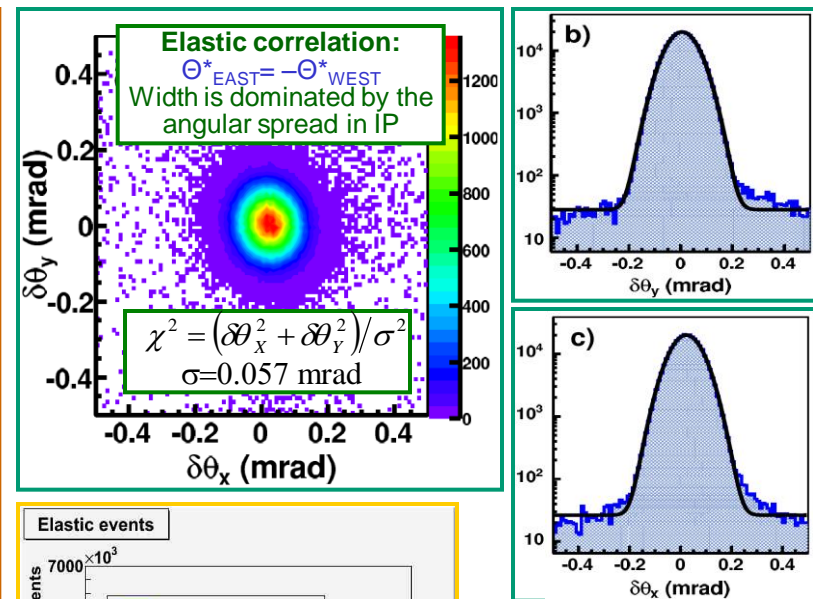 Elastic correlation:
Θ*EAST= –Θ*WEST
Width is dominated by the
angular spread in IP
0.4
0.2
0
-0.2
-0.4
δθy (mrad)
χ² = (δθX² + δθY²)/σ²
σ=0.057 mrad
-0.4 -0.2 0 0.2 0.4
δθx (mrad)
1200
1000
800
600
400
200
0
b)
10⁴
10³
10²
10
-0.4 -0.2 0 0.2 0.4
δθy (mrad)
c)
10⁴
10³
10²
10
-0.4 -0.2 0 0.2 0.4
δθx (mrad)
Elastic events
7000 ×10³